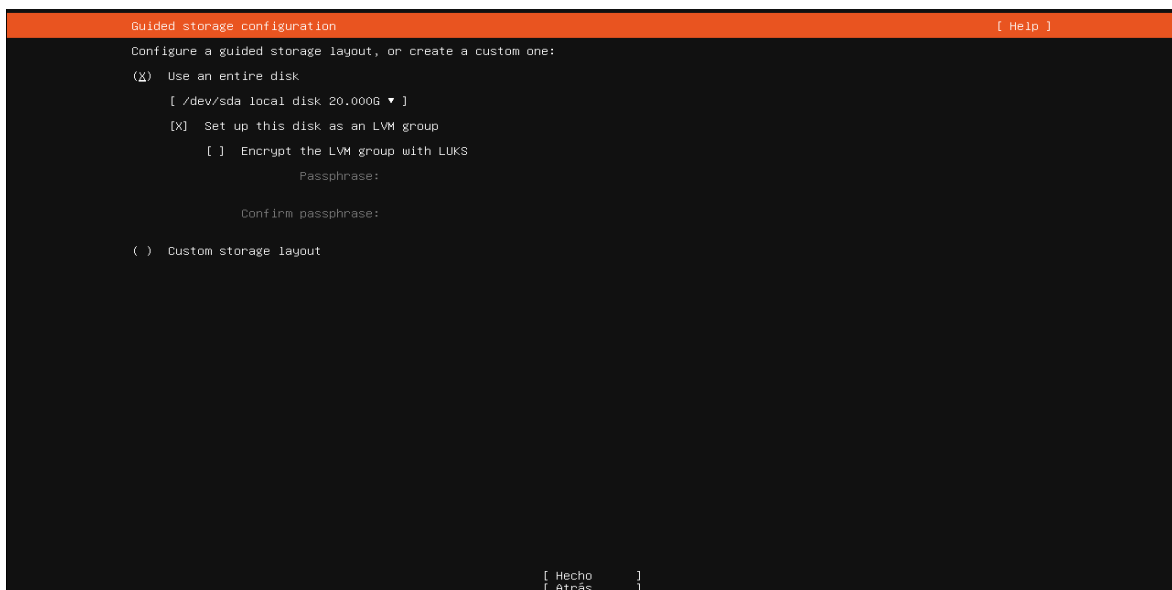 Guided storage configuration [ Help ]
Configure a guided storage layout, or create a custom one:
(X) Use an entire disk
[ /dev/sda local disk 20.000G ▾ ]
[X] Set up this disk as an LVM group
[ ] Encrypt the LVM group with LUKS
Passphrase:
Confirm passphrase:
( ) Custom storage layout
[ Hecho ]
[ Atrás ]